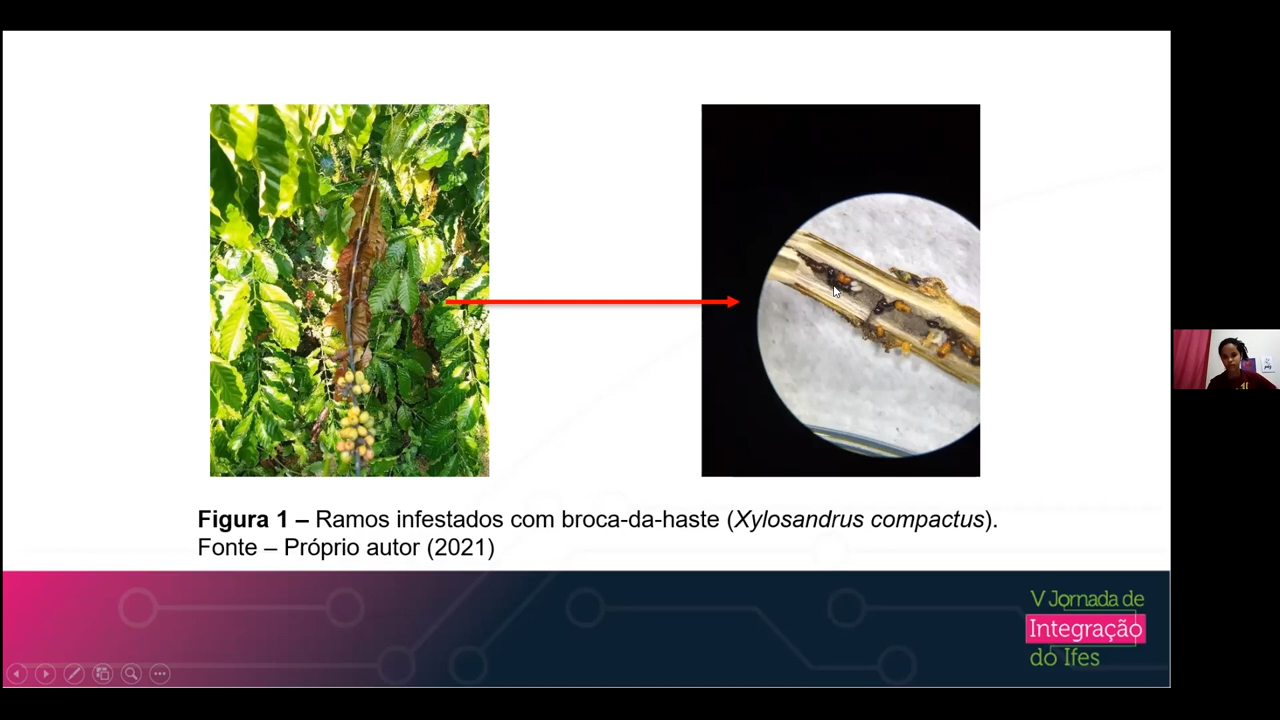 Figura 1 – Ramos infestados com broca-da-haste (Xylosandrus compactus).
Fonte – Próprio autor (2021)
V Jornada de
Integração
do Ifes